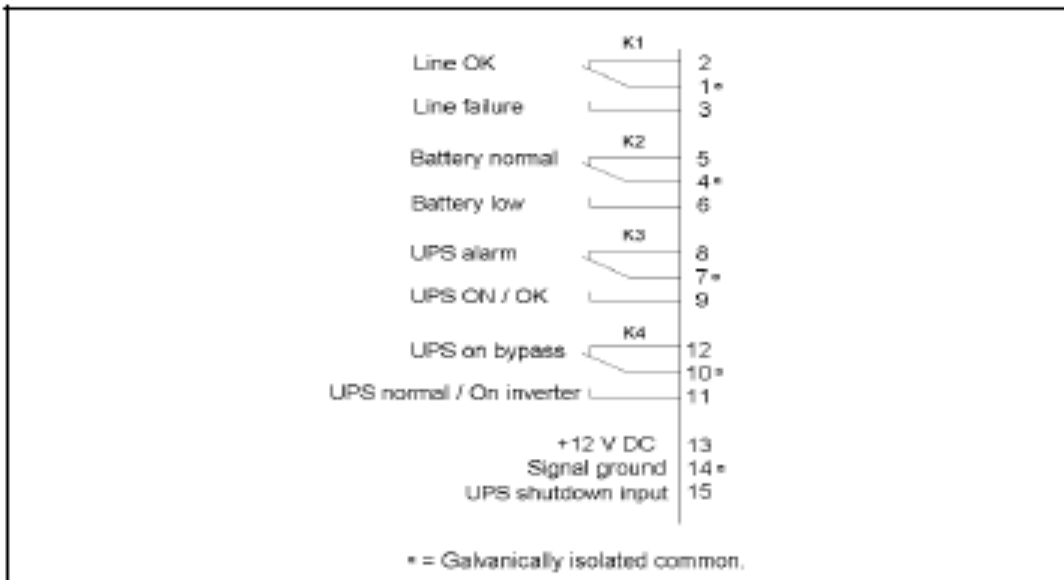 K1
Line OK 2
1*
Line failure 3
K2
Battery normal 5
4*
Battery low 6
K3
UPS alarm 8
7*
UPS ON / OK 9
K4
UPS on bypass 12
10*
UPS normal / On inverter 11
+12 V DC 13
Signal ground 14*
UPS shutdown input 15
* = Galvanically isolated common.